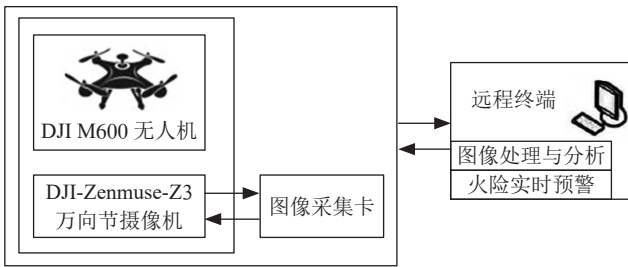 DJI M600 无人机
DJI-Zenmuse-Z3
万向节摄像机
图像采集卡
远程终端
图像处理与分析
火险实时预警